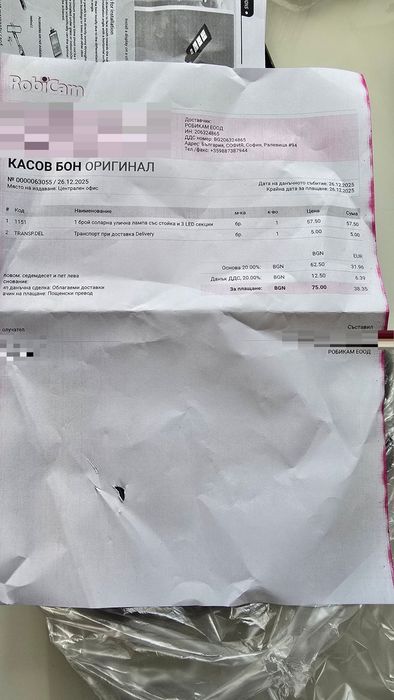 RobiCam
Доставчик:
РОБИКАМ ЕООД
ИН: 206324865
ДДС номер: BG206324865
Адрес: България, СОФИЯ, София, Ралевица #94
Тел./факс: +359887387944
КАСОВ БОН ОРИГИНАЛ
№ 0000063055 / 26.12.2025
Място на издаване: Централен офис
Дата на данъчното събитие: 26.12.2025
Крайна дата за плащане: 26.12.2025
# Код Наименование м-ка к-во Цена Сума
1 1151 1 брой соларна улична лампа със стойка и 3 LED секции бр. 1 57.50 57.50
2 TRANSP.DEL Транспорт при доставка Delivery бр. 1 5.00 5.00
BGN EUR
Основа 20.00%: BGN 62.50 31.96
Данък ДДС, 20.00%: BGN 12.50 6.39
За плащане: BGN 75.00 38.35
ловом: седемдесет и пет лева
снование:
ят данъчна сделка: Облагаеми доставки
ачин на плащане: Пощенски превод
олучател
Съставил
РОБИКАМ ЕООД